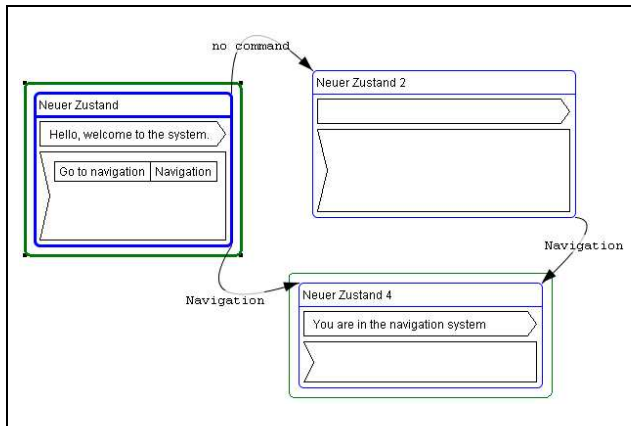 no command
Neuer Zustand
Hello, welcome to the system.
Go to navigation Navigation
Neuer Zustand 2
Navigation
Navigation
Neuer Zustand 4
You are in the navigation system